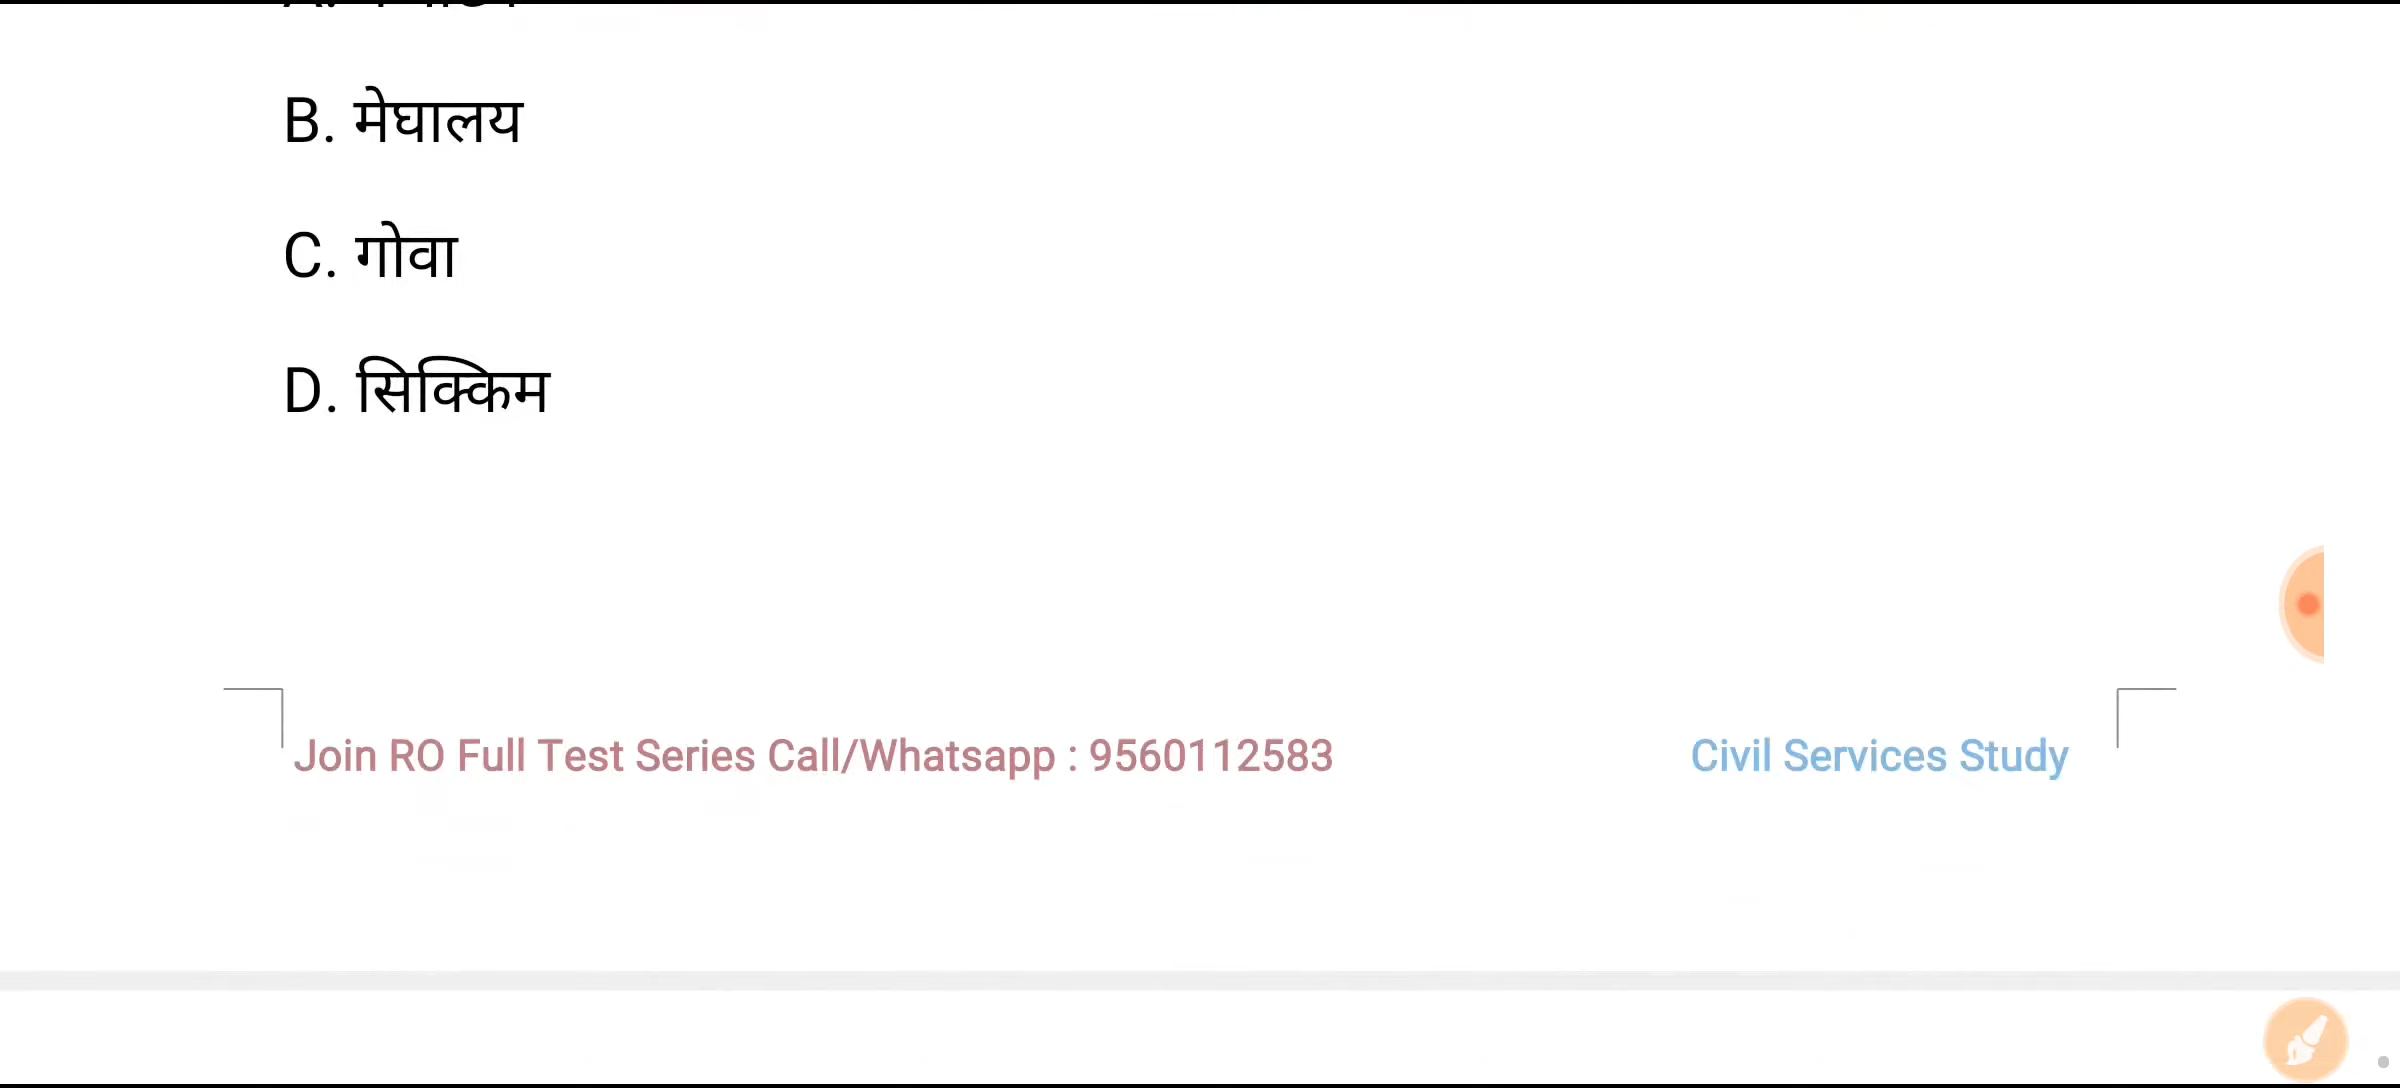 B. मेघालय
C. गोवा
D. सिक्किम
Join RO Full Test Series Call/Whatsapp : 9560112583
Civil Services Study